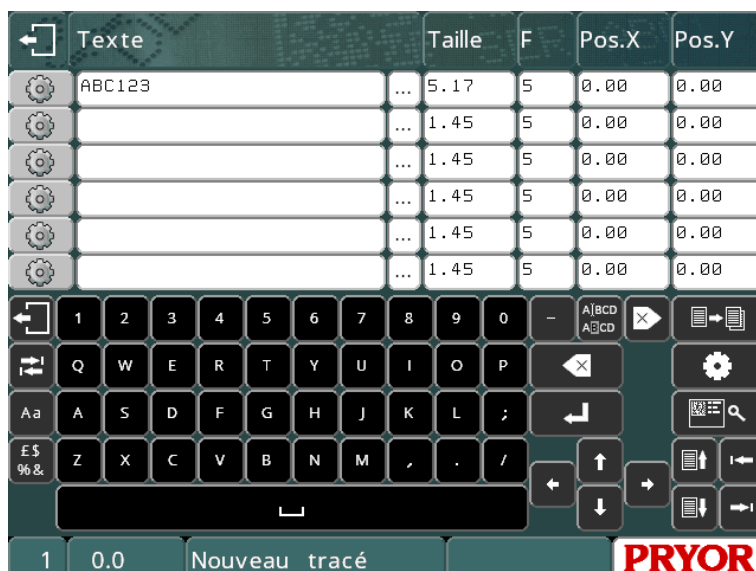 Texte Taille F Pos.X Pos.Y
ABC123 ... 5.17 5 0.00 0.00
... 1.45 5 0.00 0.00
... 1.45 5 0.00 0.00
... 1.45 5 0.00 0.00
... 1.45 5 0.00 0.00
... 1.45 5 0.00 0.00
1 2 3 4 5 6 7 8 9 0 - A[BCD
A[B]CD
Q W E R T Y U I O P
Aa A S D F G H J K L ;
£$
%& Z X C V B N M , . /
1 0.0 Nouveau tracé PRYOR